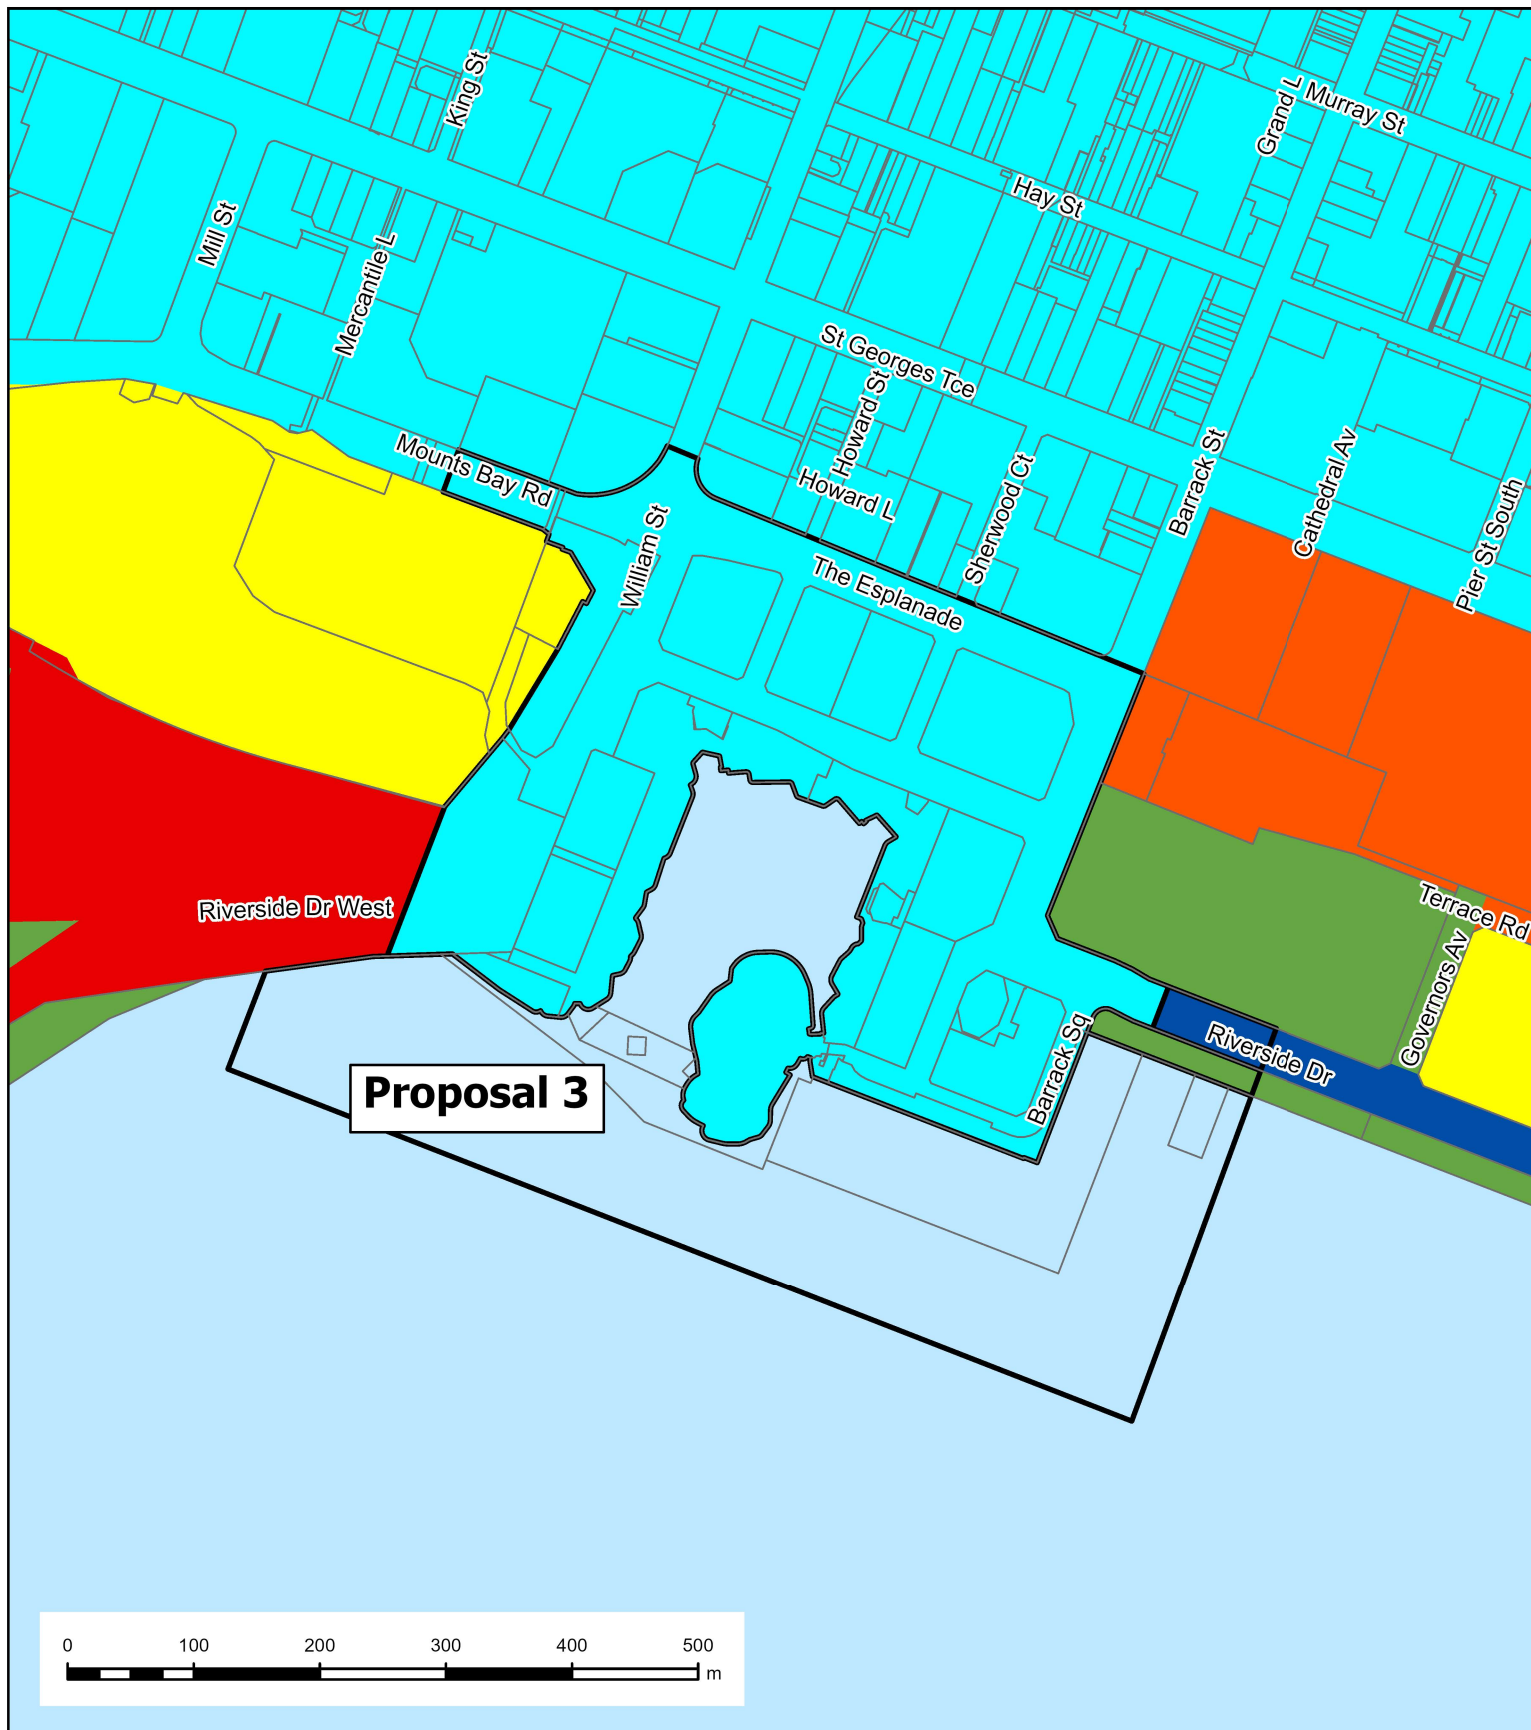 King St
Grand L
Murray St
Hay St
Mill St
Mercantile L
St Georges Tce
Howard St
Mounts Bay Rd
Howard L
Sherwood Ct
Barrack St
Cathedral Av
Pier St South
William St
The Esplanade
Riverside Dr West
Terrace Rd
Governors Av
Barrack Sq
Riverside Dr
Proposal 3
0 100 200 300 400 500
m